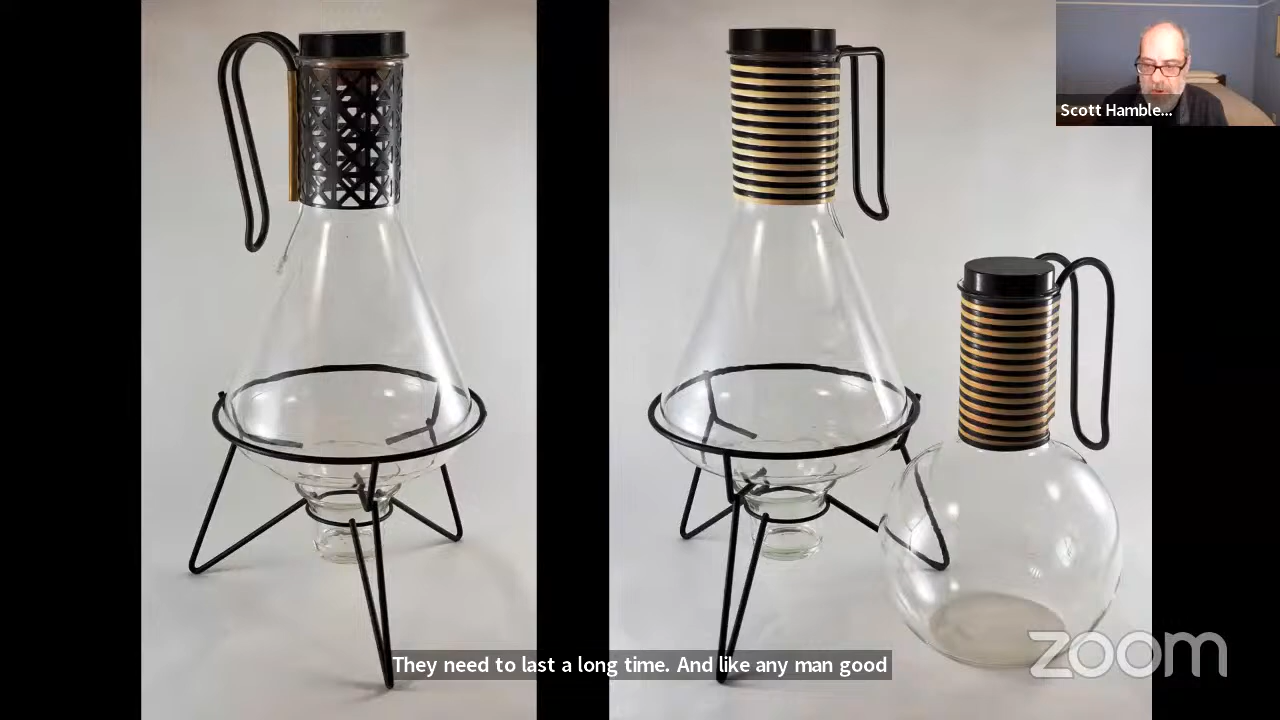 Scott Hamble...
They need to last a long time. And like any man good
zoom